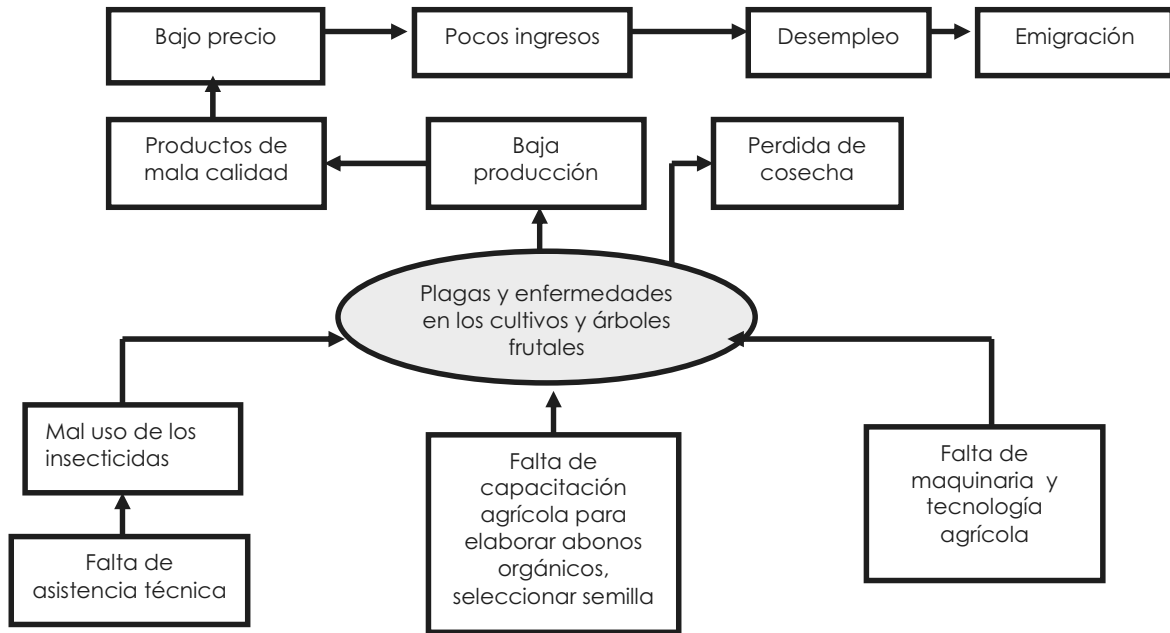 Bajo precio
Pocos ingresos
Desempleo
Emigración
Productos de
mala calidad
Baja
producción
Perdida de
cosecha
Plagas y enfermedades
en los cultivos y árboles
frutales
Mal uso de los
insecticidas
Falta de
asistencia técnica
Falta de
capacitación
agrícola para
elaborar abonos
orgánicos,
seleccionar semilla
Falta de
maquinaria y
tecnología
agrícola